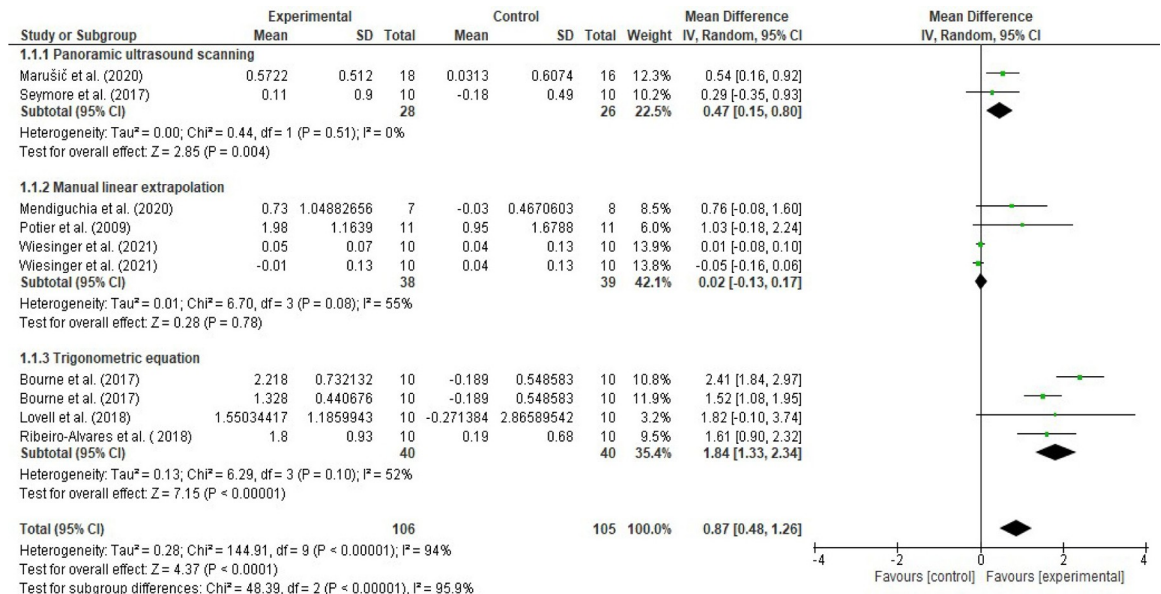 Experimental Control Mean Difference Mean Difference
Study or Subgroup Mean SD Total Mean SD Total Weight IV, Random, 95% CI IV, Random, 95% CI
1.1.1 Panoramic ultrasound scanning
Marušič et al. (2020) 0.5722 0.512 18 0.0313 0.6074 16 12.3% 0.54 [0.16, 0.92]
Seymore et al. (2017) 0.11 0.9 10 -0.18 0.49 10 10.2% 0.29 [-0.35, 0.93]
Subtotal (95% CI) 28 26 22.5% 0.47 [0.15, 0.80]
Heterogeneity: Tau² = 0.00; Chi² = 0.44, df = 1 (P = 0.51); I² = 0%
Test for overall effect: Z = 2.85 (P = 0.004)
1.1.2 Manual linear extrapolation
Mendiguchia et al. (2020) 0.73 1.04882656 7 -0.03 0.4670603 8 8.5% 0.76 [-0.08, 1.60]
Potier et al. (2009) 1.98 1.1639 11 0.95 1.6788 11 6.0% 1.03 [-0.18, 2.24]
Wiesinger et al. (2021) 0.05 0.07 10 0.04 0.13 10 13.9% 0.01 [-0.08, 0.10]
Wiesinger et al. (2021) -0.01 0.13 10 0.04 0.13 10 13.8% -0.05 [-0.16, 0.06]
Subtotal (95% CI) 38 39 42.1% 0.02 [-0.13, 0.17]
Heterogeneity: Tau² = 0.01; Chi² = 6.70, df = 3 (P = 0.08); I² = 55%
Test for overall effect: Z = 0.28 (P = 0.78)
1.1.3 Trigonometric equation
Bourne et al. (2017) 2.218 0.732132 10 -0.189 0.548583 10 10.8% 2.41 [1.84, 2.97]
Bourne et al. (2017) 1.328 0.440676 10 -0.189 0.548583 10 11.9% 1.52 [1.08, 1.95]
Lovell et al. (2018) 1.55034417 1.1859943 10 -0.271384 2.86589542 10 3.2% 1.82 [-0.10, 3.74]
Ribeiro-Alvares et al. ( 2018) 1.8 0.93 10 0.19 0.68 10 9.5% 1.61 [0.90, 2.32]
Subtotal (95% CI) 40 40 35.4% 1.84 [1.33, 2.34]
Heterogeneity: Tau² = 0.13; Chi² = 6.29, df = 3 (P = 0.10); I² = 52%
Test for overall effect: Z = 7.15 (P < 0.00001)
Total (95% CI) 106 105 100.0% 0.87 [0.48, 1.26]
Heterogeneity: Tau² = 0.28; Chi² = 144.91, df = 9 (P < 0.00001); I² = 94%
Test for overall effect: Z = 4.37 (P < 0.0001)
Test for subgroup differences: Chi² = 48.39, df = 2 (P < 0.00001), I² = 95.9%
-4 -2 0 2 4
Favours [control] Favours [experimental]